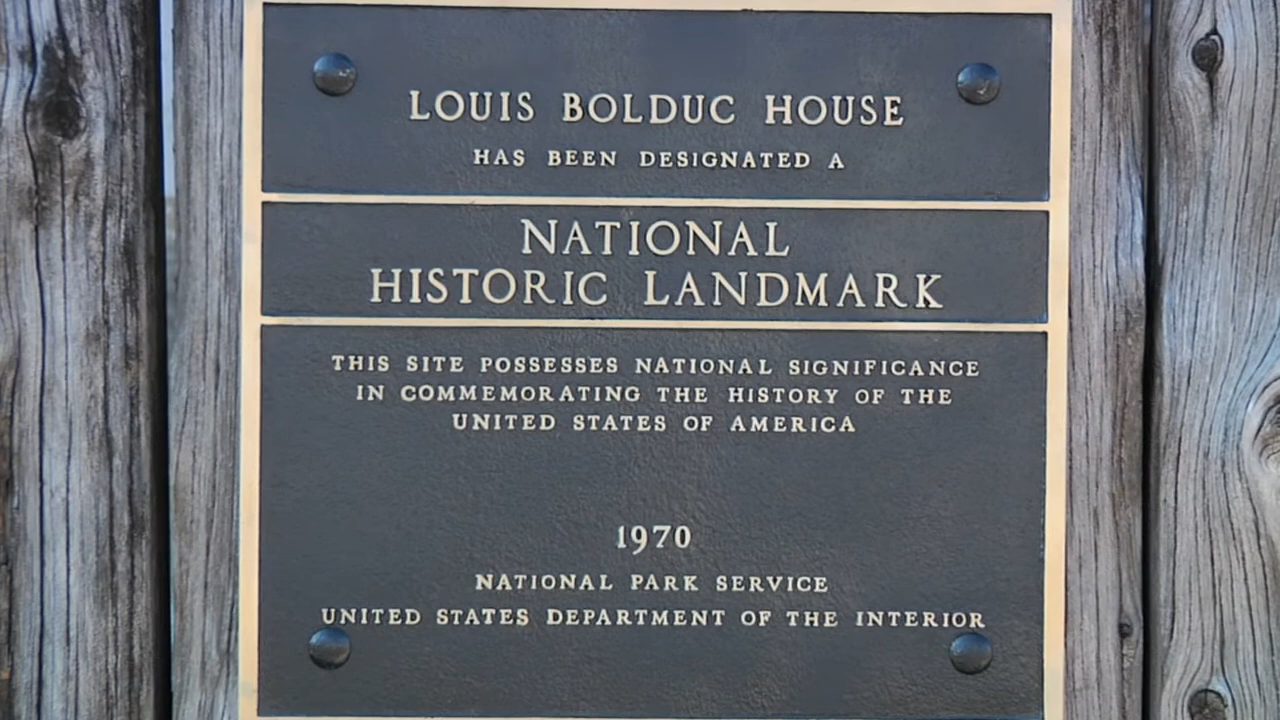 LOUIS BOLDUC HOUSE
HAS BEEN DESIGNATED A
NATIONAL
HISTORIC LANDMARK
THIS SITE POSSESSES NATIONAL SIGNIFICANCE
IN COMMEMORATING THE HISTORY OF THE
UNITED STATES OF AMERICA
1970
NATIONAL PARK SERVICE
UNITED STATES DEPARTMENT OF THE INTERIOR